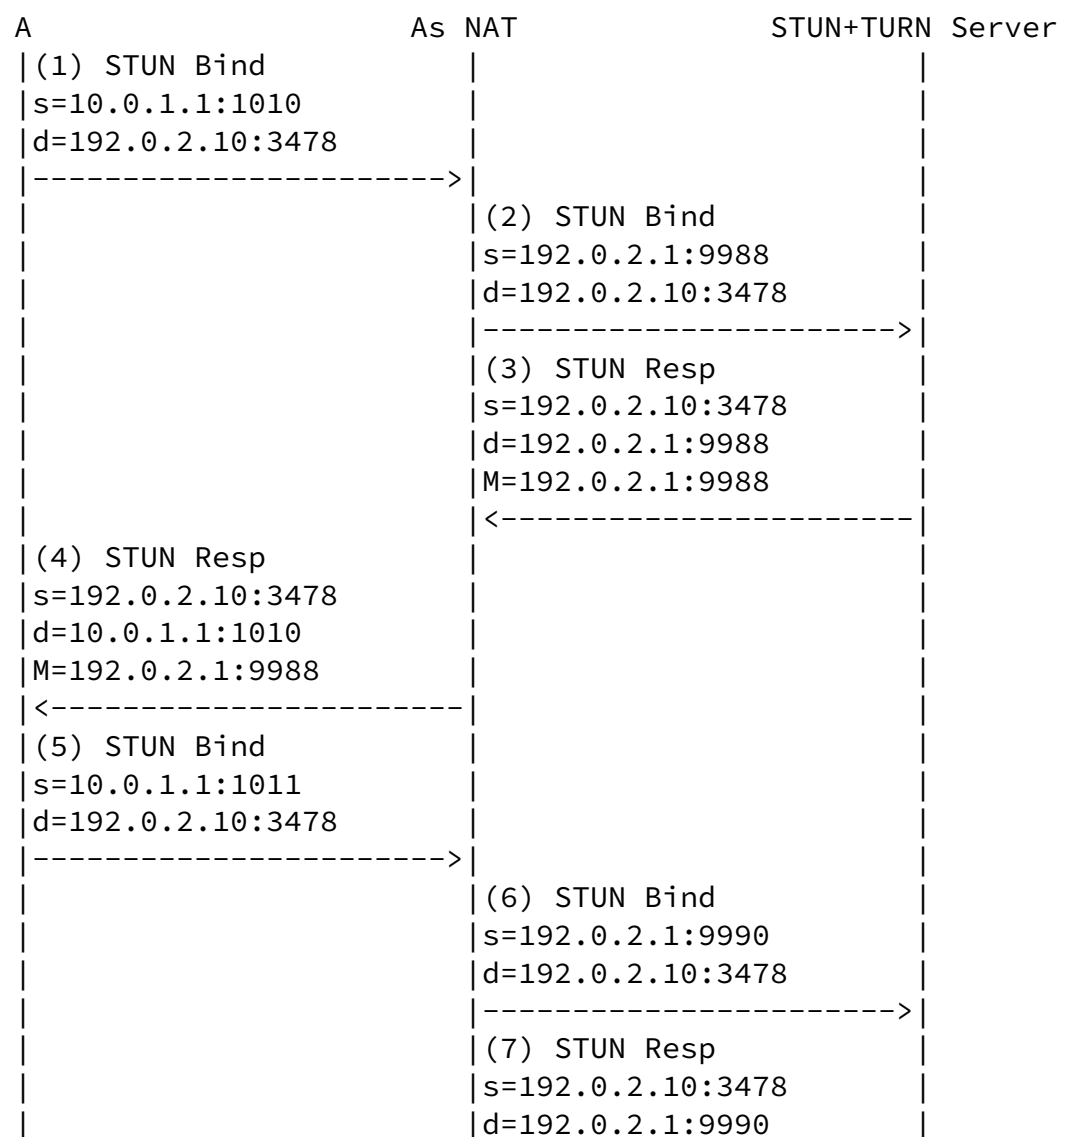 A                     As NAT              STUN+TURN Server
|(1) STUN Bind           |                        |
|s=10.0.1.1:1010         |                        |
|d=192.0.2.10:3478       |                        |
|----------------------->|                        |
|                        |(2) STUN Bind           |
|                        |s=192.0.2.1:9988        |
|                        |d=192.0.2.10:3478       |
|                        |----------------------->|
|                        |(3) STUN Resp           |
|                        |s=192.0.2.10:3478       |
|                        |d=192.0.2.1:9988        |
|                        |M=192.0.2.1:9988        |
|                        |<-----------------------|
|(4) STUN Resp           |                        |
|s=192.0.2.10:3478       |                        |
|d=10.0.1.1:1010         |                        |
|M=192.0.2.1:9988        |                        |
|<-----------------------|                        |
|(5) STUN Bind           |                        |
|s=10.0.1.1:1011         |                        |
|d=192.0.2.10:3478       |                        |
|----------------------->|                        |
|                        |(6) STUN Bind           |
|                        |s=192.0.2.1:9990        |
|                        |d=192.0.2.10:3478       |
|                        |----------------------->|
|                        |(7) STUN Resp           |
|                        |s=192.0.2.10:3478       |
|                        |d=192.0.2.1:9990        |